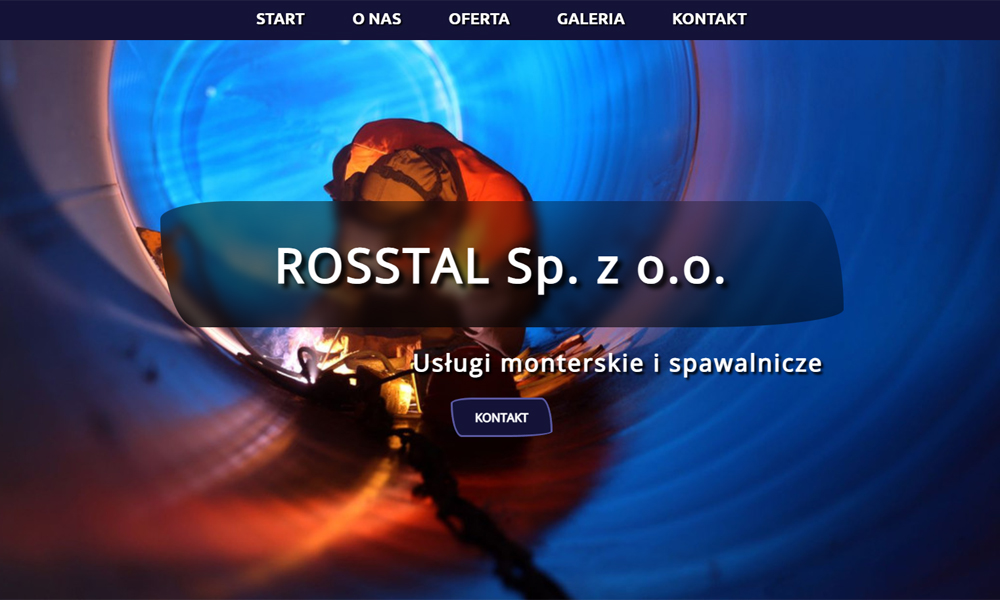 START O NAS OFERTA GALERIA KONTAKT
ROSSTAL Sp. z o.o.
Usługi monterskie i spawalnicze
KONTAKT